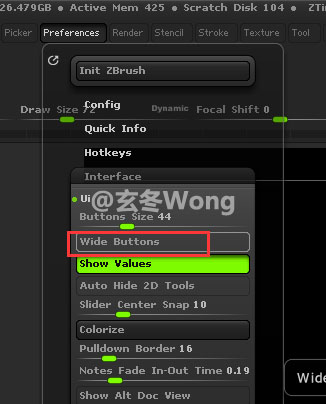 26.479GB • Active Mem 425 • Scratch Disk 104 • ZTi
Picker Preferences Render Stencil Stroke Texture Tool
Init ZBrush
Draw Size 72 Dynamic Focal Shift 0
Config
Quick Info
Hotkeys
Interface
Ui
@玄冬Wong
Buttons Size 44
Wide Buttons
Show Values
Auto Hide 2D Tools
Slider Center Snap 10
Colorize
Pulldown Border 16
Notes Fade In-Out Time 0.19
Wide
Show Alt Doc View